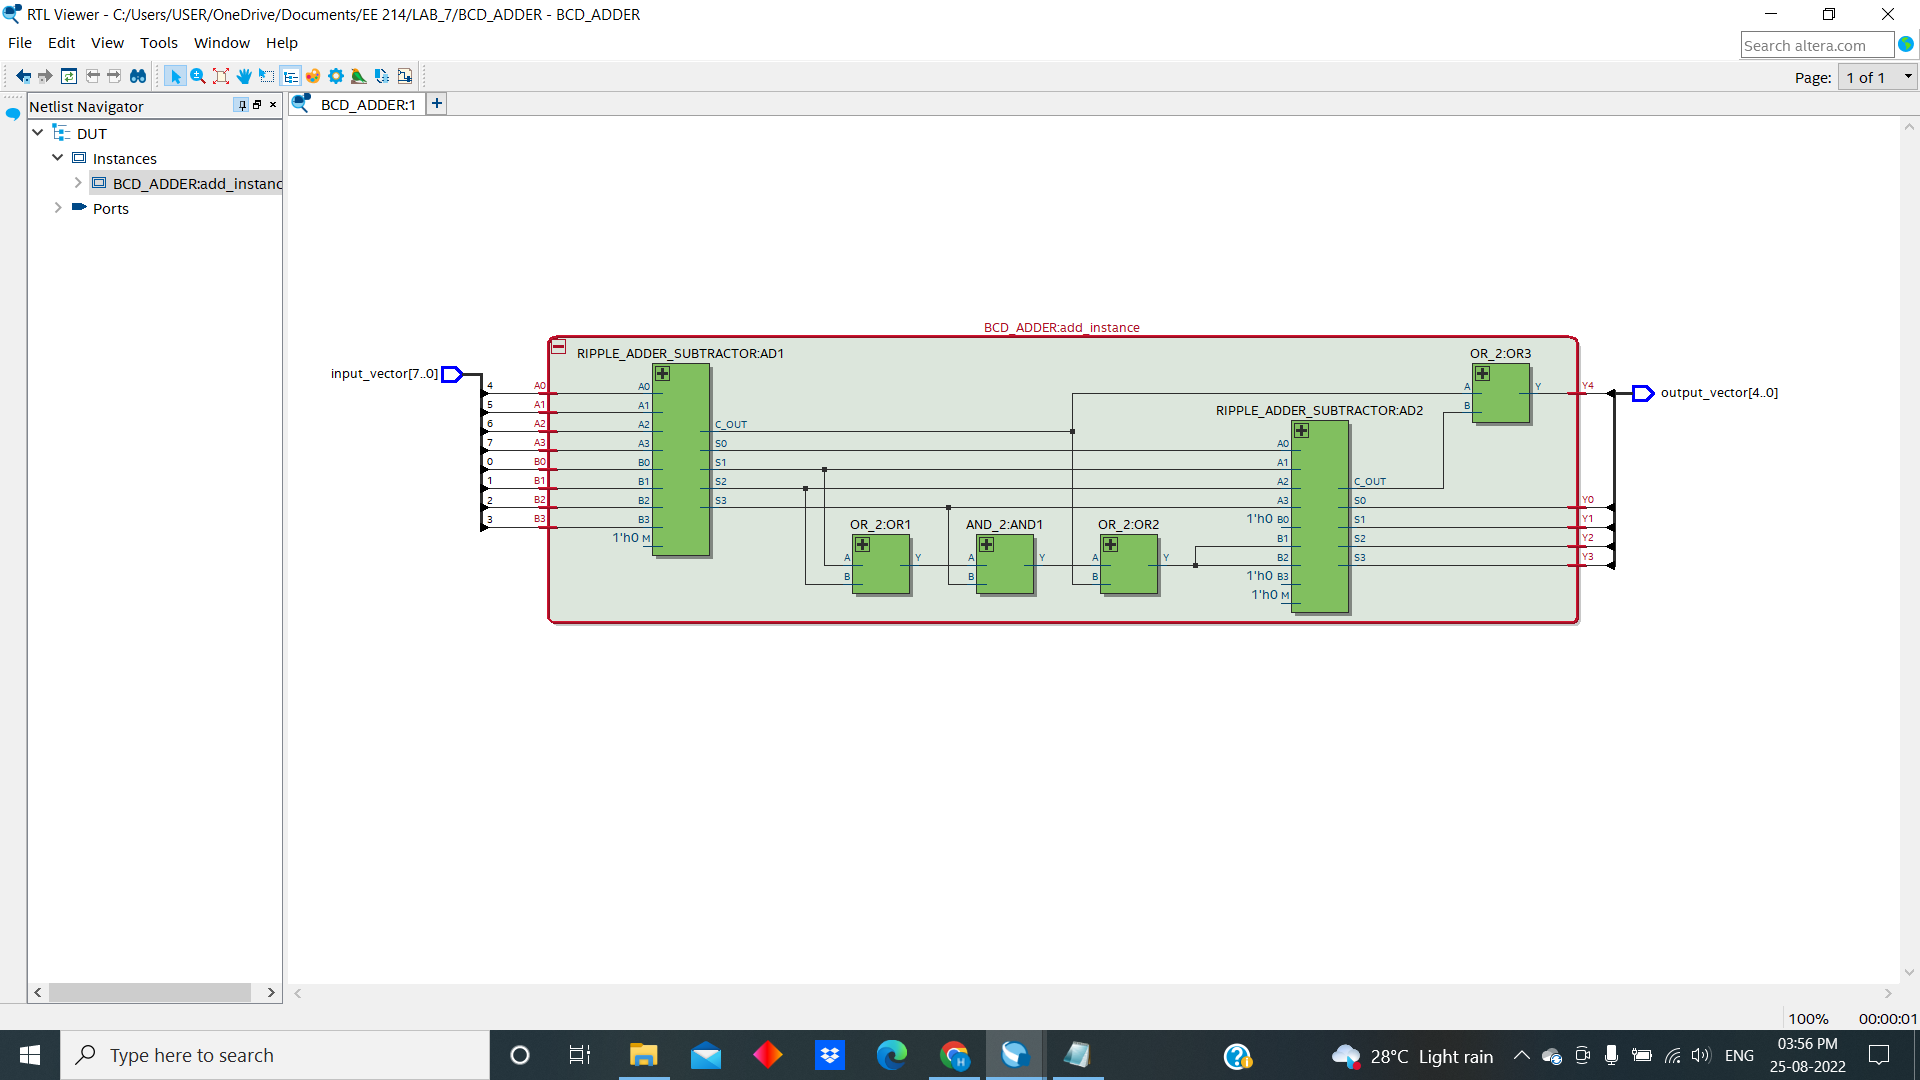 RTL Viewer - C:/Users/USER/OneDrive/Documents/EE 214/LAB_7/BCD_ADDER - BCD_ADDER
File Edit View Tools Window Help
Search altera.com
Page: 1 of 1
Netlist Navigator
BCD_ADDER:1
DUT
Instances
BCD_ADDER:add_instanc
Ports
BCD_ADDER:add_instance
RIPPLE_ADDER_SUBTRACTOR:AD1
OR_2:OR3
input_vector[7..0]
4 A0 A0
5 A1 A1
6 A2 A2
7 A3 A3
0 B0 B0
1 B1 B1
2 B2 B2
3 B3 B3
1'h0 M
C_OUT
S0
S1
S2
S3
OR_2:OR1
A Y
B
AND_2:AND1
A Y
B
OR_2:OR2
A Y
B
RIPPLE_ADDER_SUBTRACTOR:AD2
A0
A1
A2
A3
1'h0 B0
B1
B2
1'h0 B3
1'h0 M
C_OUT
S0
S1
S2
S3
A Y
B
Y4
Y0
Y1
Y2
Y3
output_vector[4..0]
100% 00:00:01
Type here to search
28°C Light rain
ENG
03:56 PM
25-08-2022